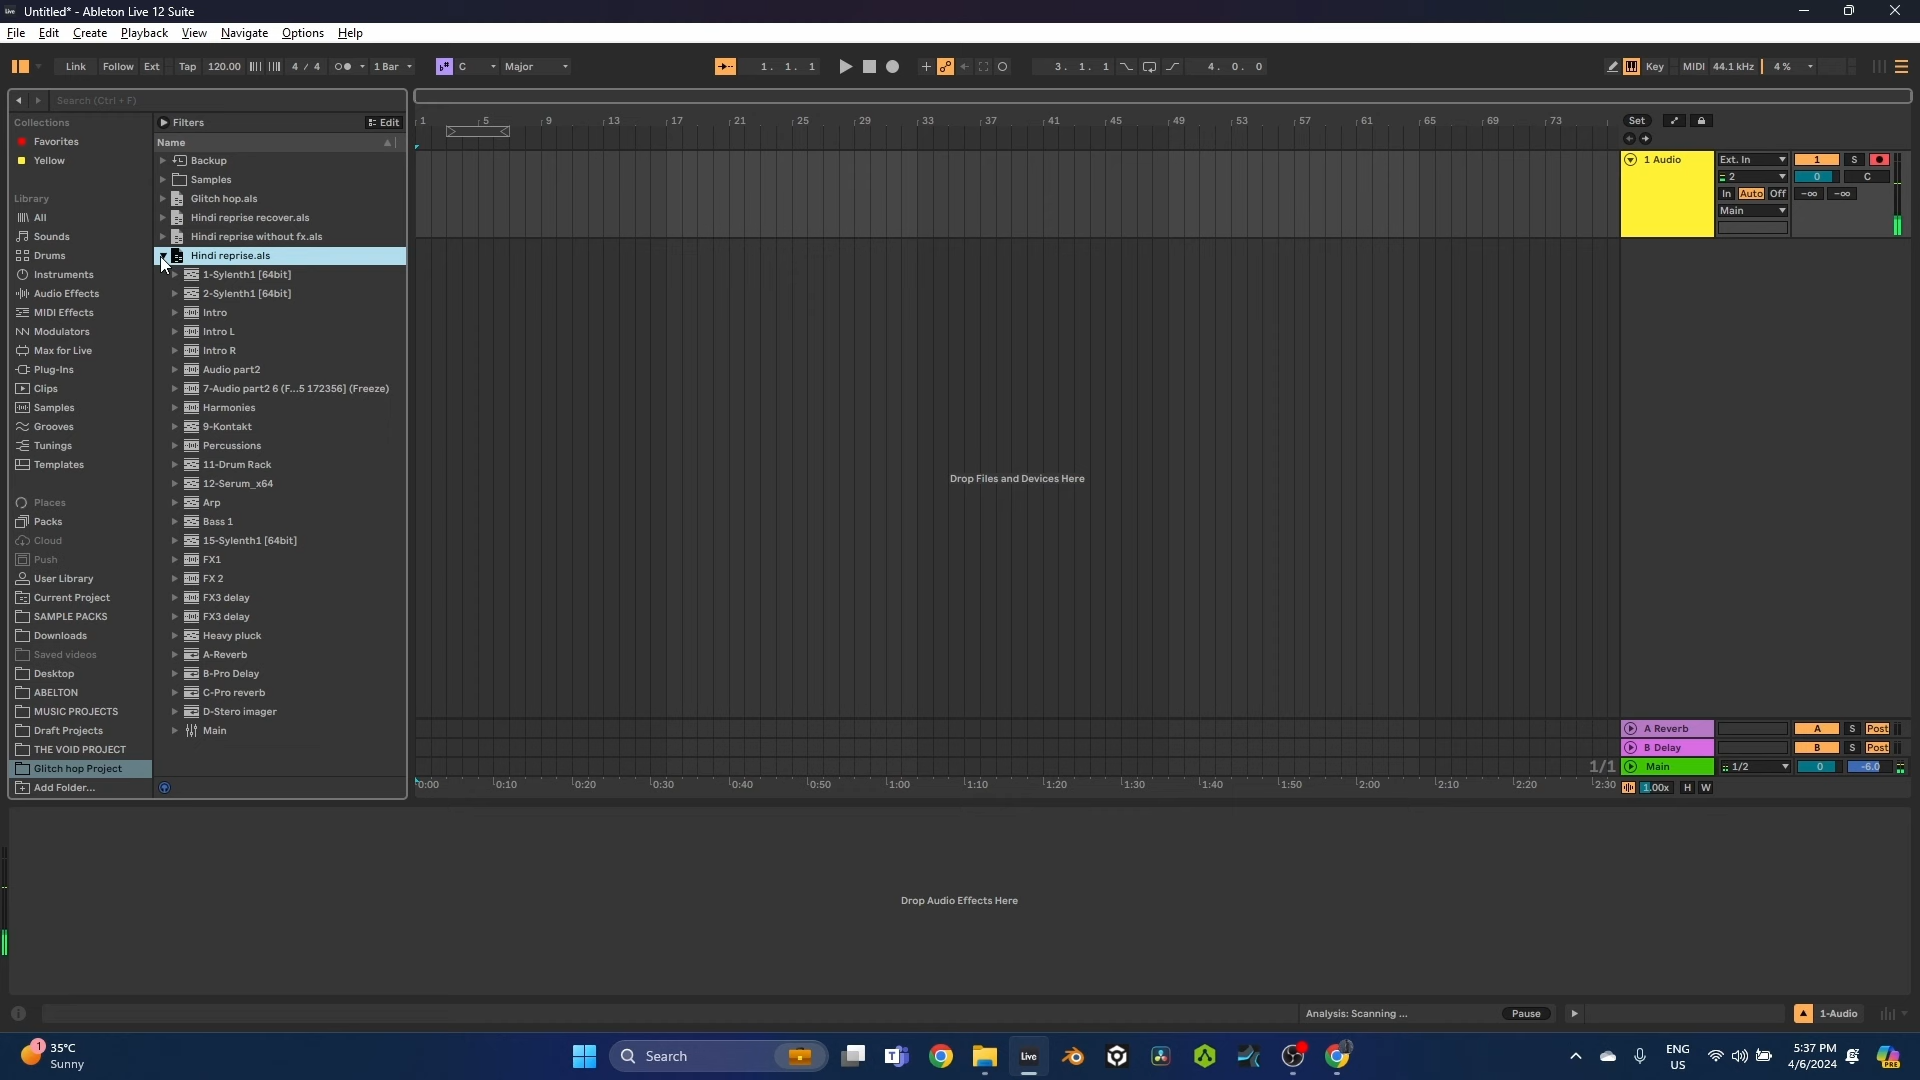 Live Untitled* - Ableton Live 12 Suite
File Edit Create Playback View Navigate Options Help
Link Follow Ext Tap 120.00 4 / 4 1 Bar C Major 1. 1. 1 3. 1. 1 4. 0. 0 Key MIDI 44.1 kHz 4 %
Search (Ctrl + F)
Collections
Favorites
Yellow
Library
All
Sounds
Drums
Instruments
Audio Effects
MIDI Effects
Modulators
Max for Live
Plug-Ins
Clips
Samples
Grooves
Tunings
Templates
Places
Packs
Cloud
Push
User Library
Current Project
SAMPLE PACKS
Downloads
Saved videos
Desktop
ABELTON
MUSIC PROJECTS
Draft Projects
THE VOID PROJECT
Glitch hop Project
Add Folder...
Filters Edit
Name
Backup
Samples
Glitch hop.als
Hindi reprise recover.als
Hindi reprise without fx.als
Hindi reprise.als
1-Sylenth1 [64bit]
2-Sylenth1 [64bit]
Intro
Intro L
Intro R
Audio part2
7-Audio part2 6 (F...5 172356] (Freeze)
Harmonies
9-Kontakt
Percussions
11-Drum Rack
12-Serum_x64
Arp
Bass 1
15-Sylenth1 [64bit]
FX1
FX 2
FX3 delay
FX3 delay
Heavy pluck
A-Reverb
B-Pro Delay
C-Pro reverb
D-Stero imager
Main
1 5 9 13 17 21 25 29 33 37 41 45 49 53 57 61 65 69 73
Set
1 Audio Ext. In 1 S
2 0 C
In Auto Off -∞ -∞
Main
Drop Files and Devices Here
A Reverb A S Post
B Delay B S Post
1/1 Main 1/2 0 -6.0
0:00 0:10 0:20 0:30 0:40 0:50 1:00 1:10 1:20 1:30 1:40 1:50 2:00 2:10 2:20 2:30 1.00x H W
Drop Audio Effects Here
Analysis: Scanning ... Pause 1-Audio
1 35°C
Sunny
Search
Live
ENG
US
5:37 PM
4/6/2024
PRE